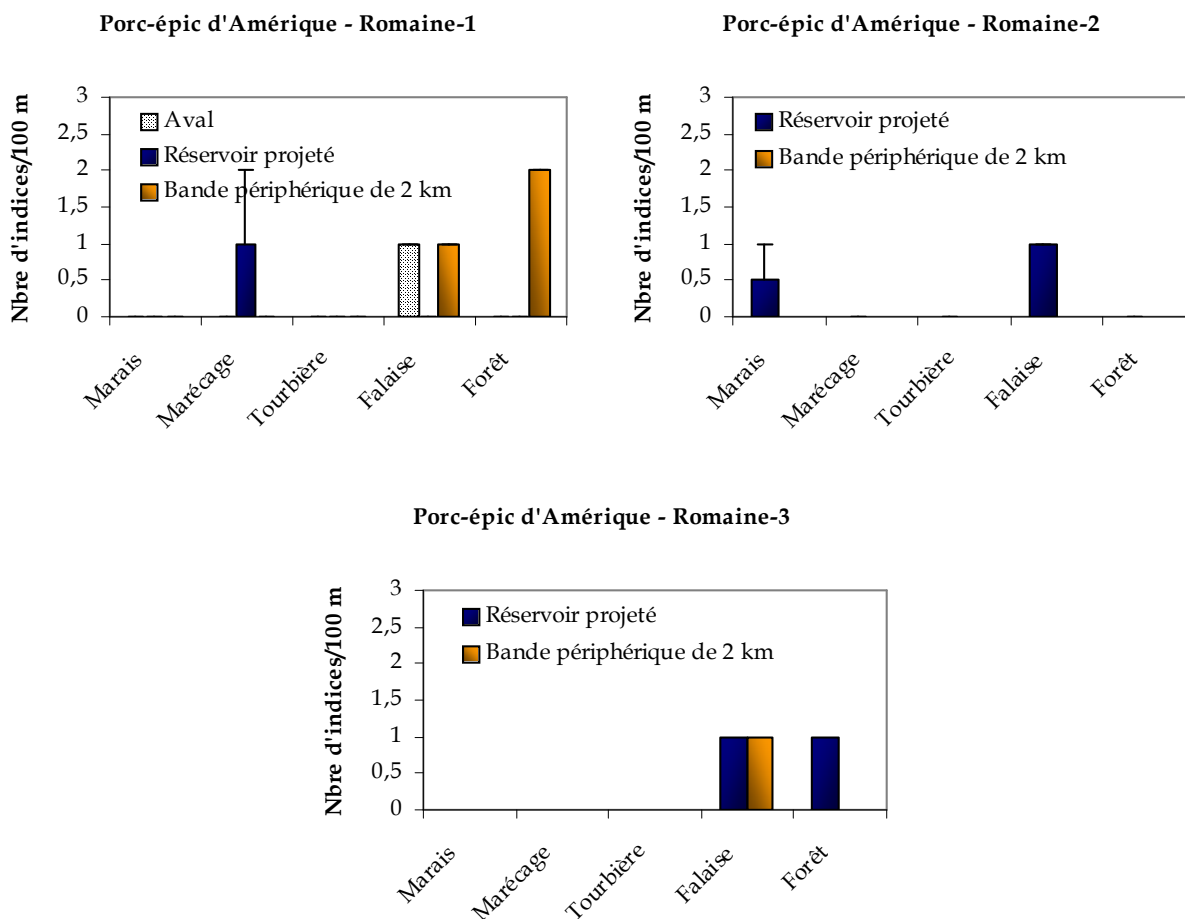 Porc-épic d'Amérique - Romaine-1
Nbre d'indices/100 m
3
2,5
2
1,5
1
0,5
0
Aval
Réservoir projeté
Bande périphérique de 2 km
Marais
Marécage
Tourbière
Falaise
Forêt
Porc-épic d'Amérique - Romaine-2
Nbre d'indices/100 m
3
2,5
2
1,5
1
0,5
0
Réservoir projeté
Bande périphérique de 2 km
Marais
Marécage
Tourbière
Falaise
Forêt
Porc-épic d'Amérique - Romaine-3
Nbre d'indices/100 m
3
2,5
2
1,5
1
0,5
0
Réservoir projeté
Bande périphérique de 2 km
Marais
Marécage
Tourbière
Falaise
Forêt